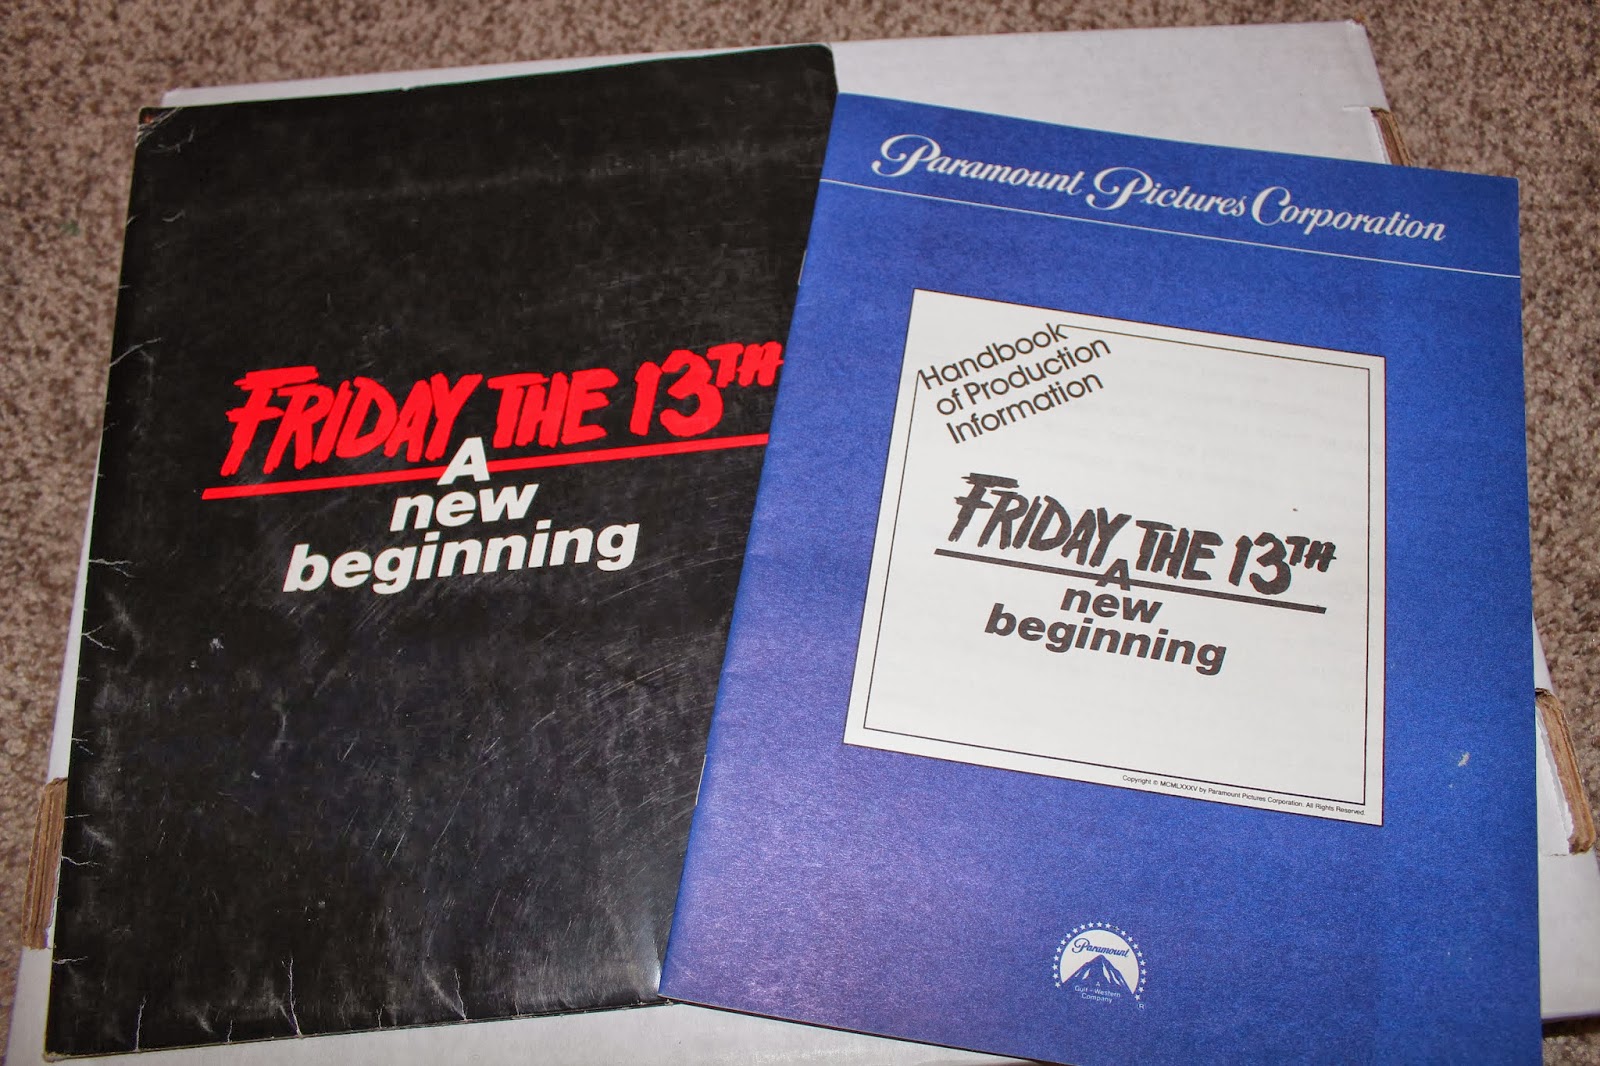 FRIDAY THE 13TH
A
new
beginning
Paramount Pictures Corporation
Handbook
of Production
Information
FRIDAY THE 13TH
A
new
beginning
Copyright © MCMLXXXV by Paramount Pictures Corporation. All Rights Reserved.
Paramount
A
Gulf+Western
Company
®